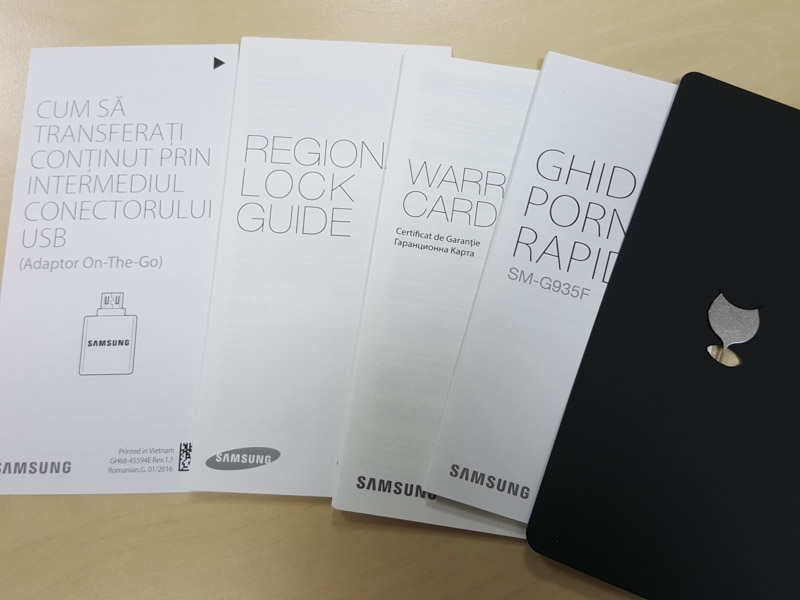 CUM SĂ
TRANSFERAȚI
CONȚINUT PRIN
INTERMEDIUL
CONECTORULUI
USB
(Adaptor On-The-Go)
SAMSUNG
Printed in Vietnam
GH68-45594E Rev.1.1
Romanian.G. 01/2016
SAMSUNG
REGION
LOCK
GUIDE
SAMSUNG
WARR
CARD
Certificat de Garanție
Гаранционна Карта
SAMSUNG
GHID
PORN
RAPID
SM-G935F
SAMSUNG